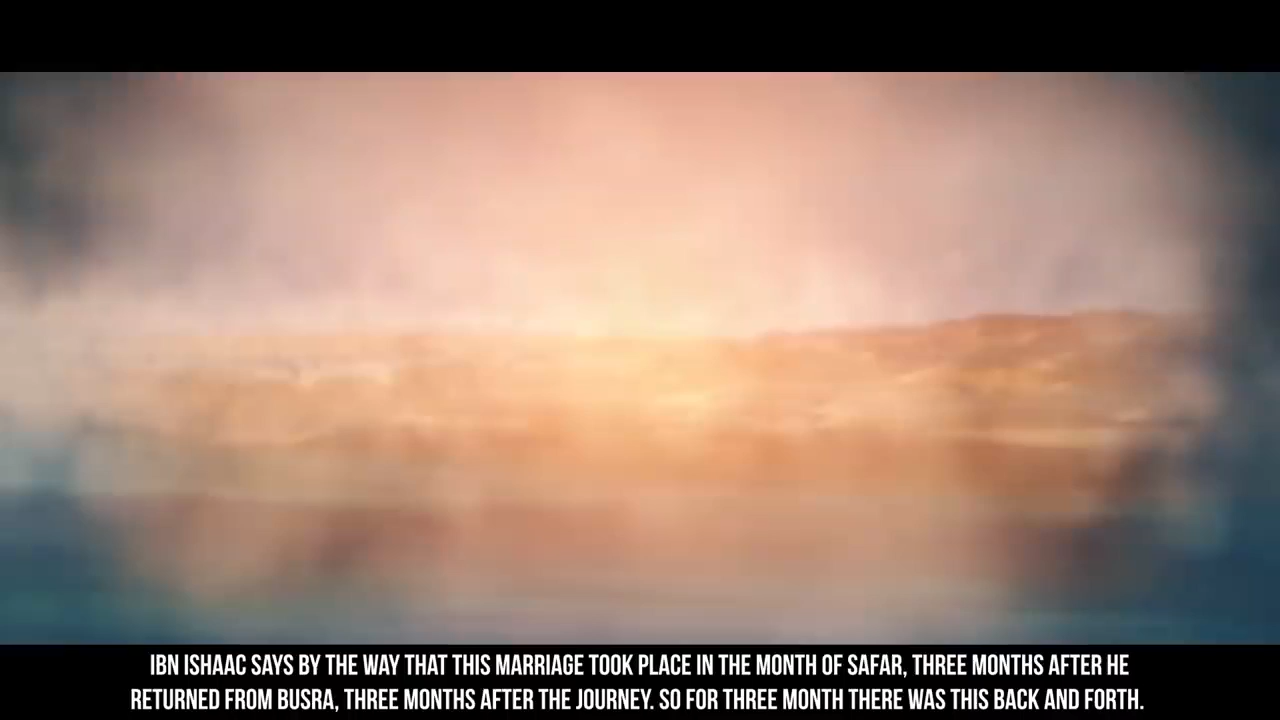 IBN ISHAAC SAYS BY THE WAY THAT THIS MARRIAGE TOOK PLACE IN THE MONTH OF SAFAR, THREE MONTHS AFTER HE
RETURNED FROM BUSRA, THREE MONTHS AFTER THE JOURNEY. SO FOR THREE MONTH THERE WAS THIS BACK AND FORTH.